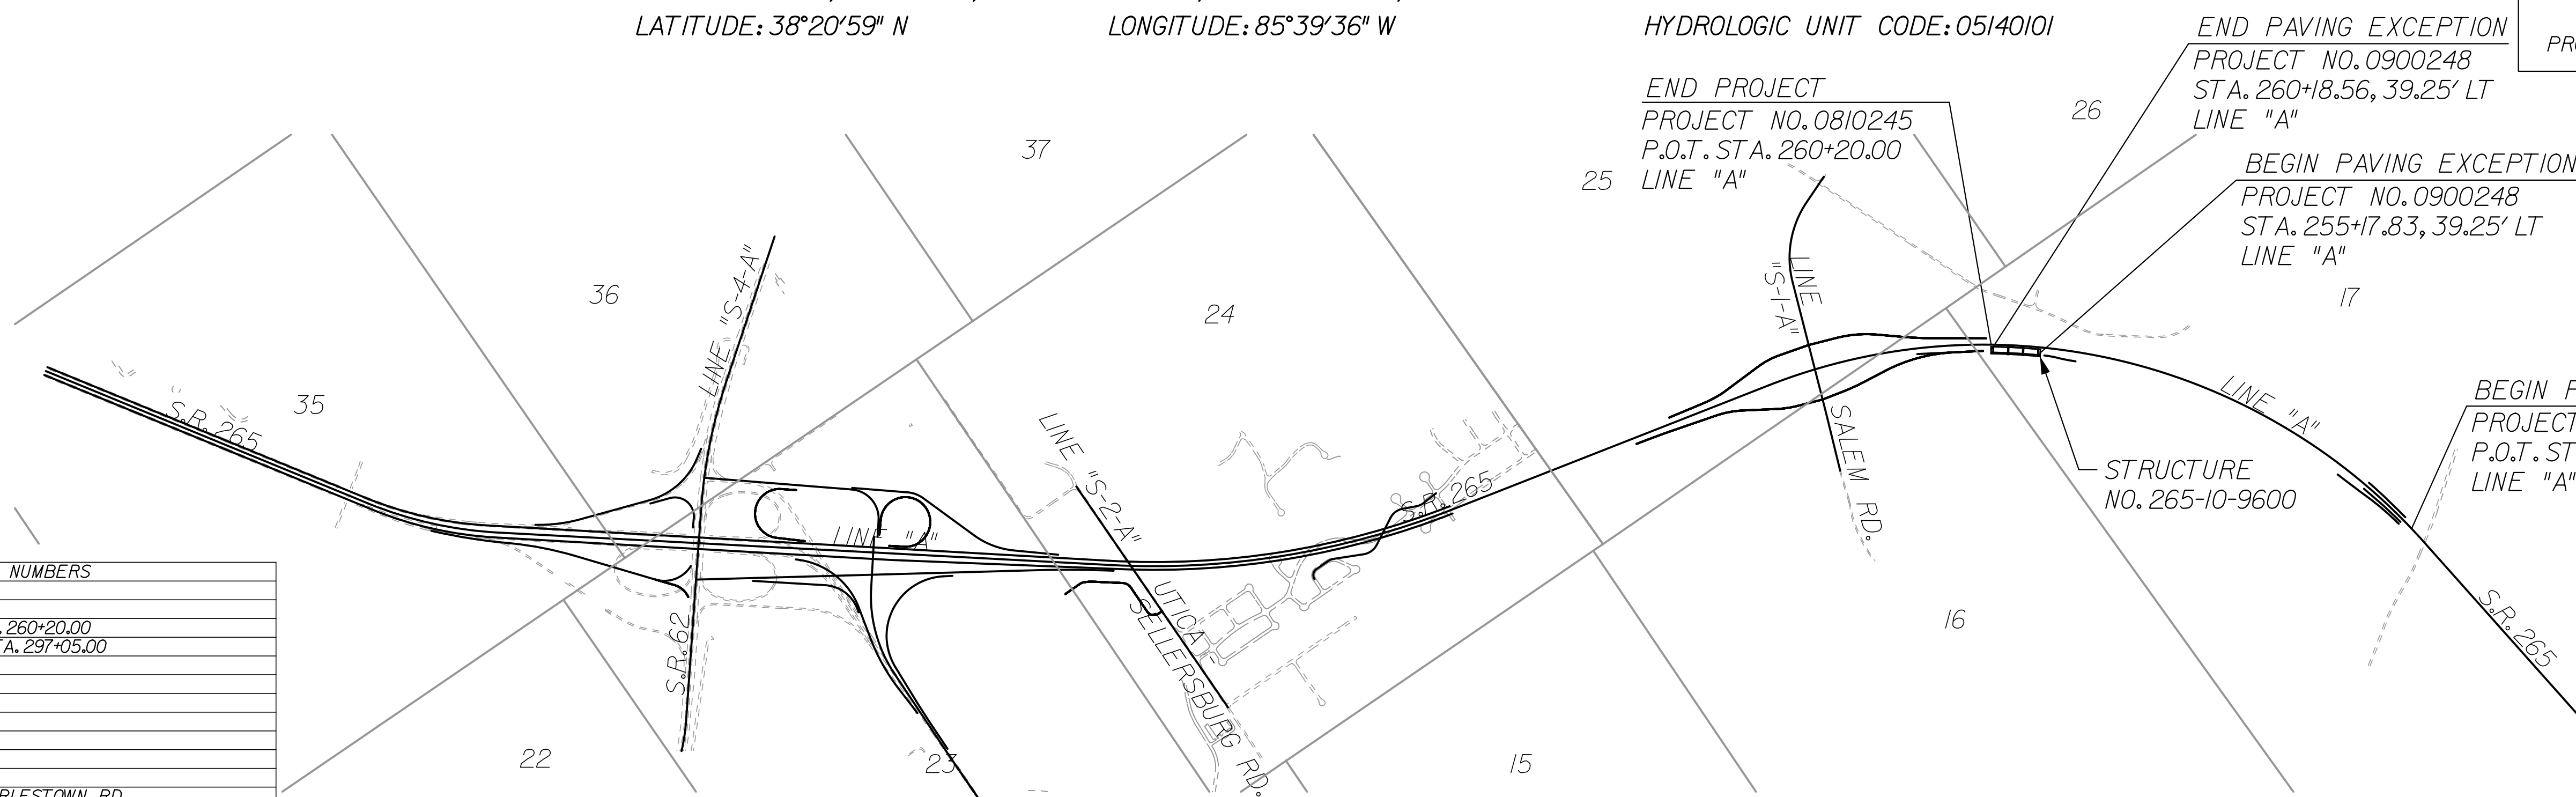 LATITUDE: 38°20'59" N
LONGITUDE: 85°39'36" W
HYDROLOGIC UNIT CODE: 05140101
END PAVING EXCEPTION
PROJECT NO. 0900248
STA. 260+18.56, 39.25' LT
LINE "A"
END PROJECT
PROJECT NO. 0810245
P.O.T. STA. 260+20.00
LINE "A"
BEGIN PAVING EXCEPTION
PROJECT NO. 0900248
STA. 255+17.83, 39.25' LT
LINE "A"
26
37
25
17
36
24
35
LINE "S-4-A"
S.R. 265
LINE "S-1-A"
SALEM RD.
LINE "A"
BEGIN
PROJECT
P.O.T.
LINE "A"
STRUCTURE
NO. 265-10-9600
LINE "S-2-A"
S.R. 265
LINE "A"
UTICA -
SELLERSBURG RD.
S.R. 62
S.R. 265
16
22
23
15
NUMBERS
260+20.00
297+05.00
RD